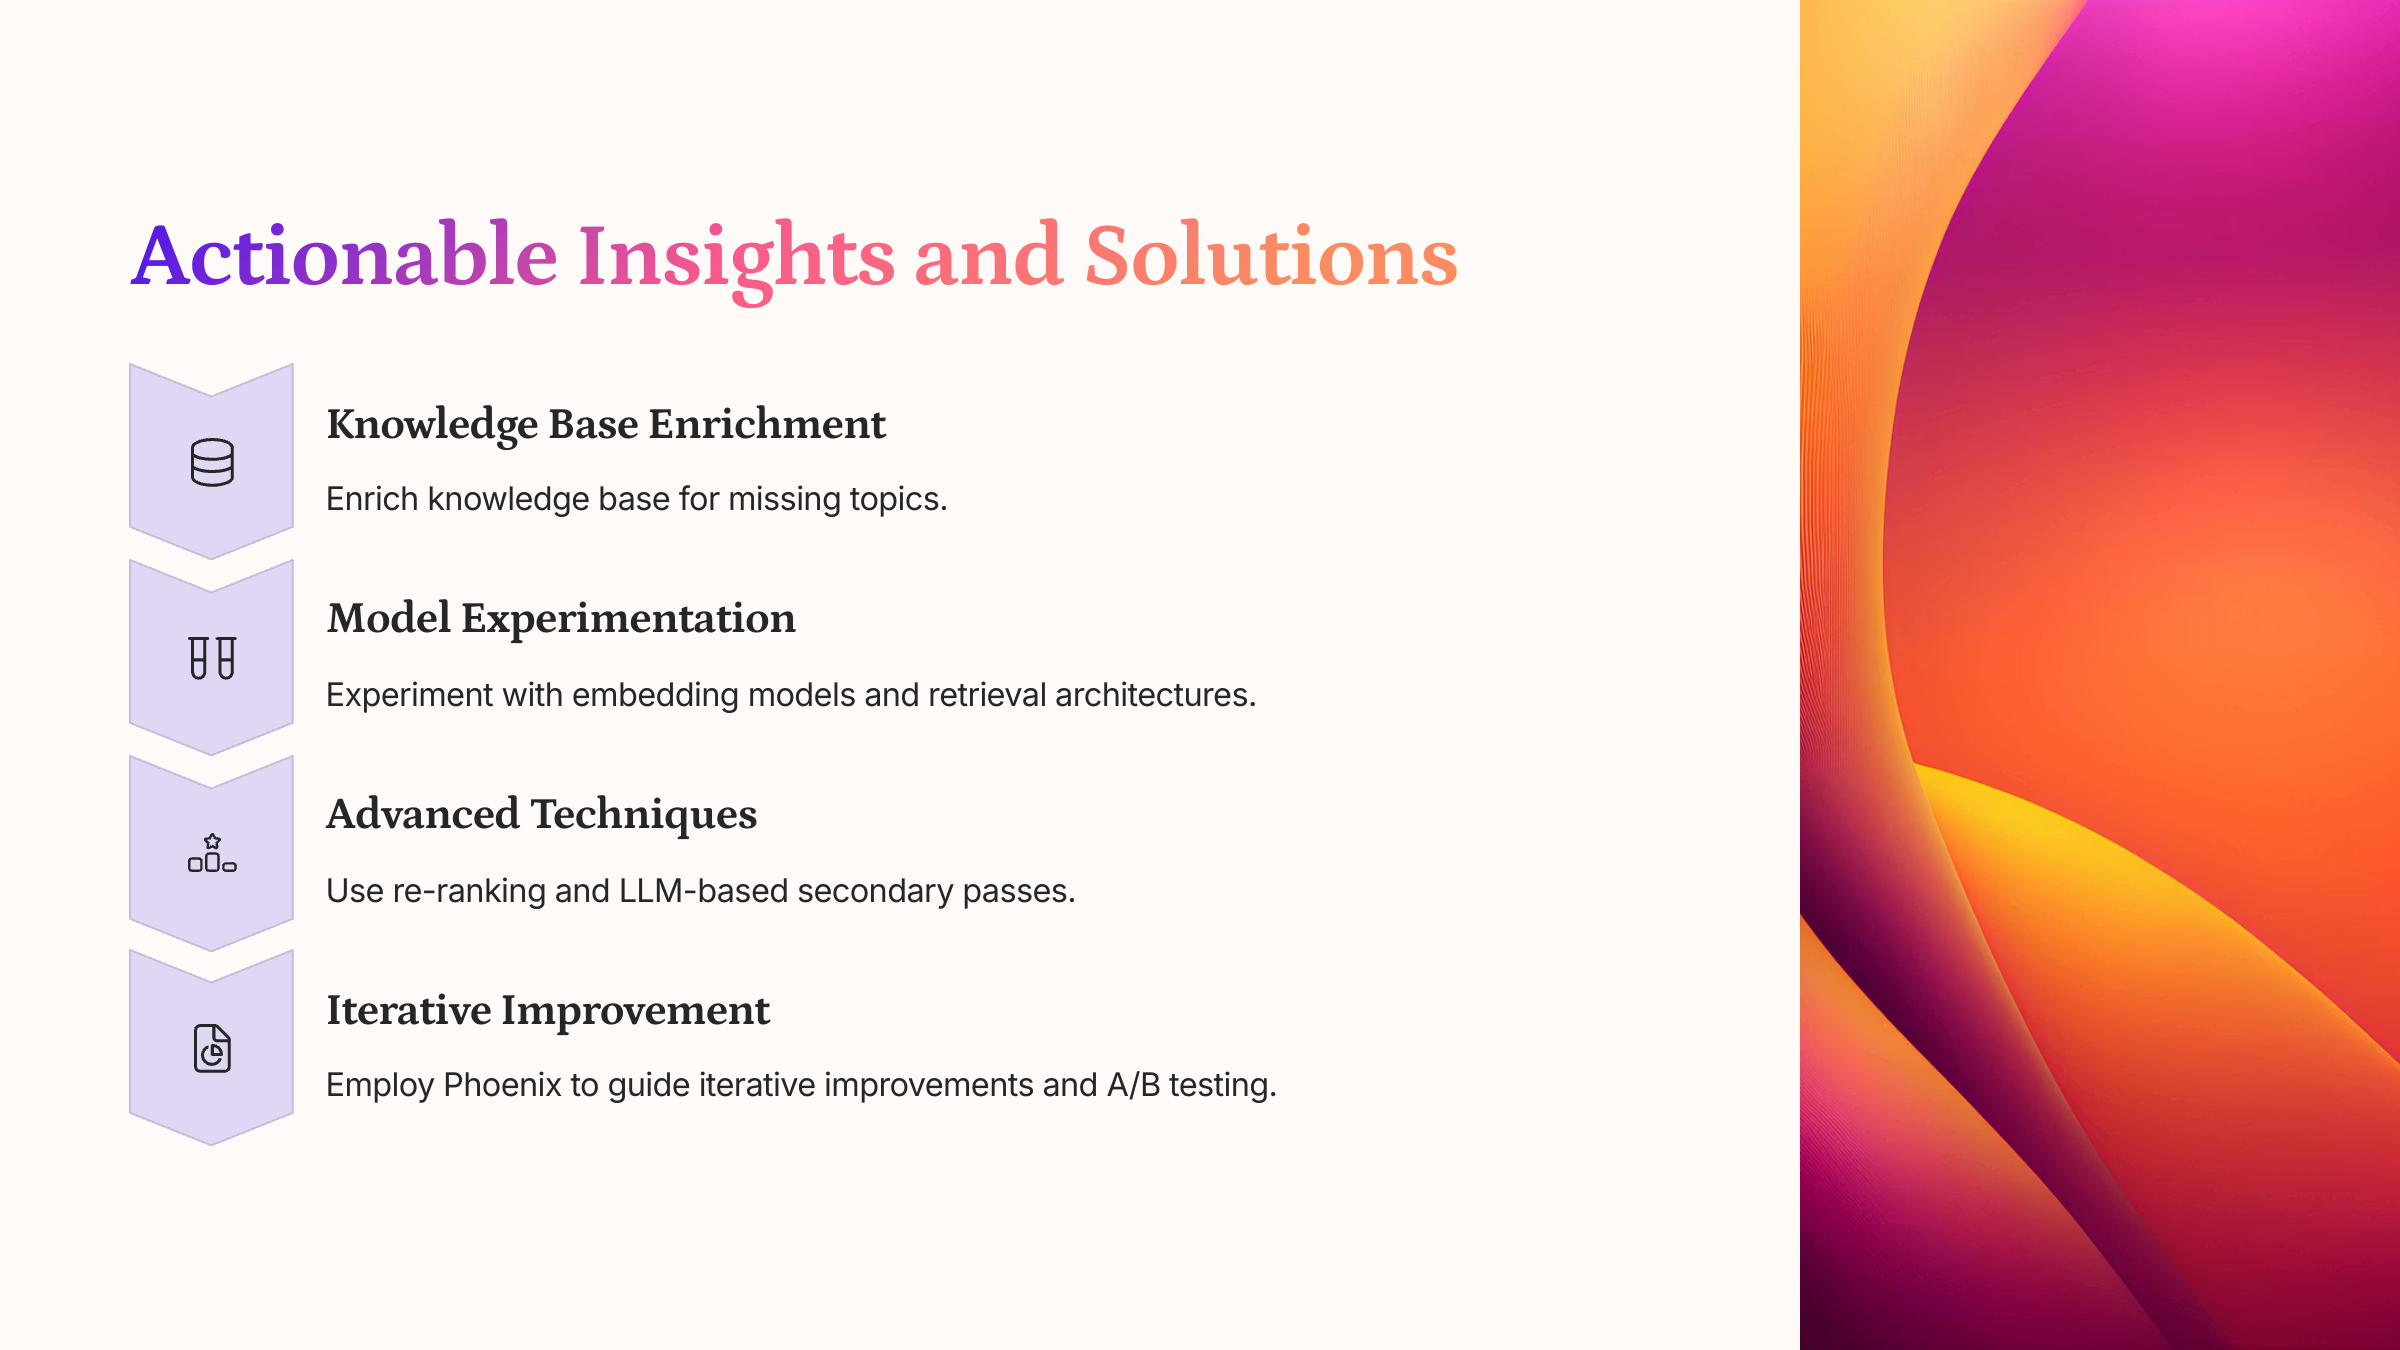 Actionable Insights and Solutions
Knowledge Base Enrichment
Enrich knowledge base for missing topics.
Model Experimentation
Experiment with embedding models and retrieval architectures.
Advanced Techniques
Use re-ranking and LLM-based secondary passes.
Iterative Improvement
Employ Phoenix to guide iterative improvements and A/B testing.